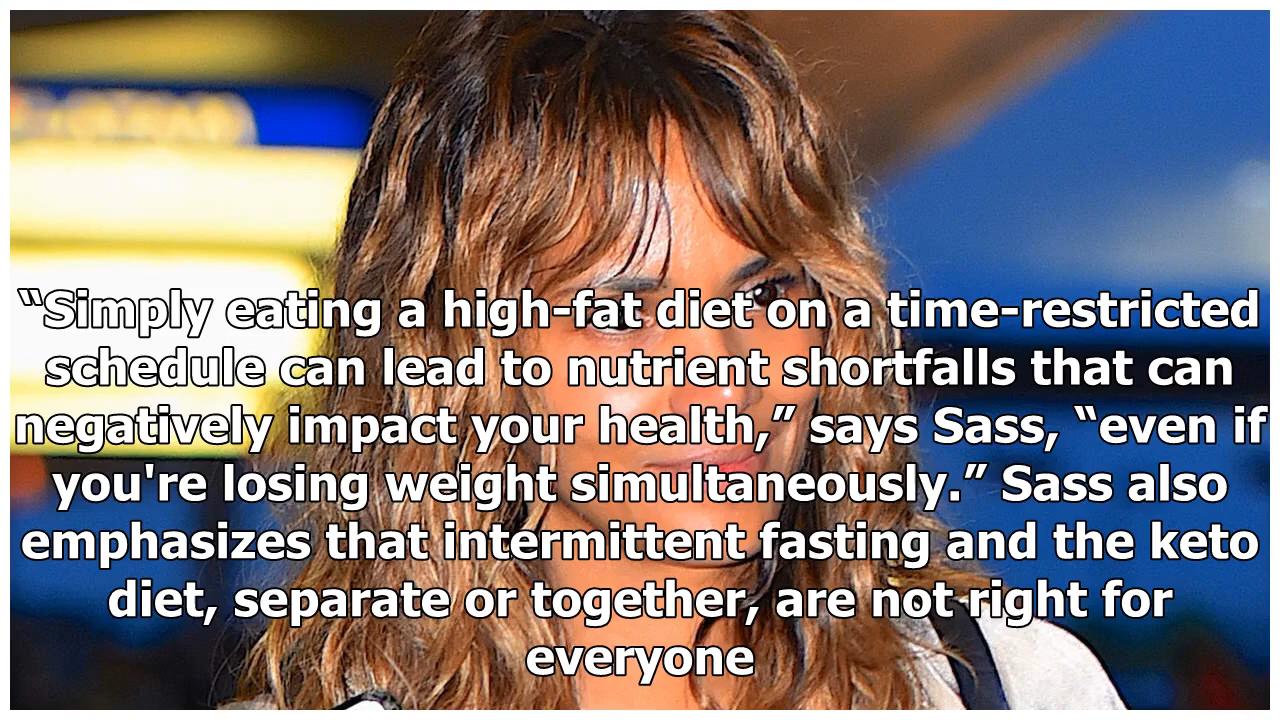 “Simply eating a high-fat diet on a time-restricted
schedule can lead to nutrient shortfalls that can
negatively impact your health,” says Sass, “even if
you're losing weight simultaneously.” Sass also
emphasizes that intermittent fasting and the keto
diet, separate or together, are not right for
everyone